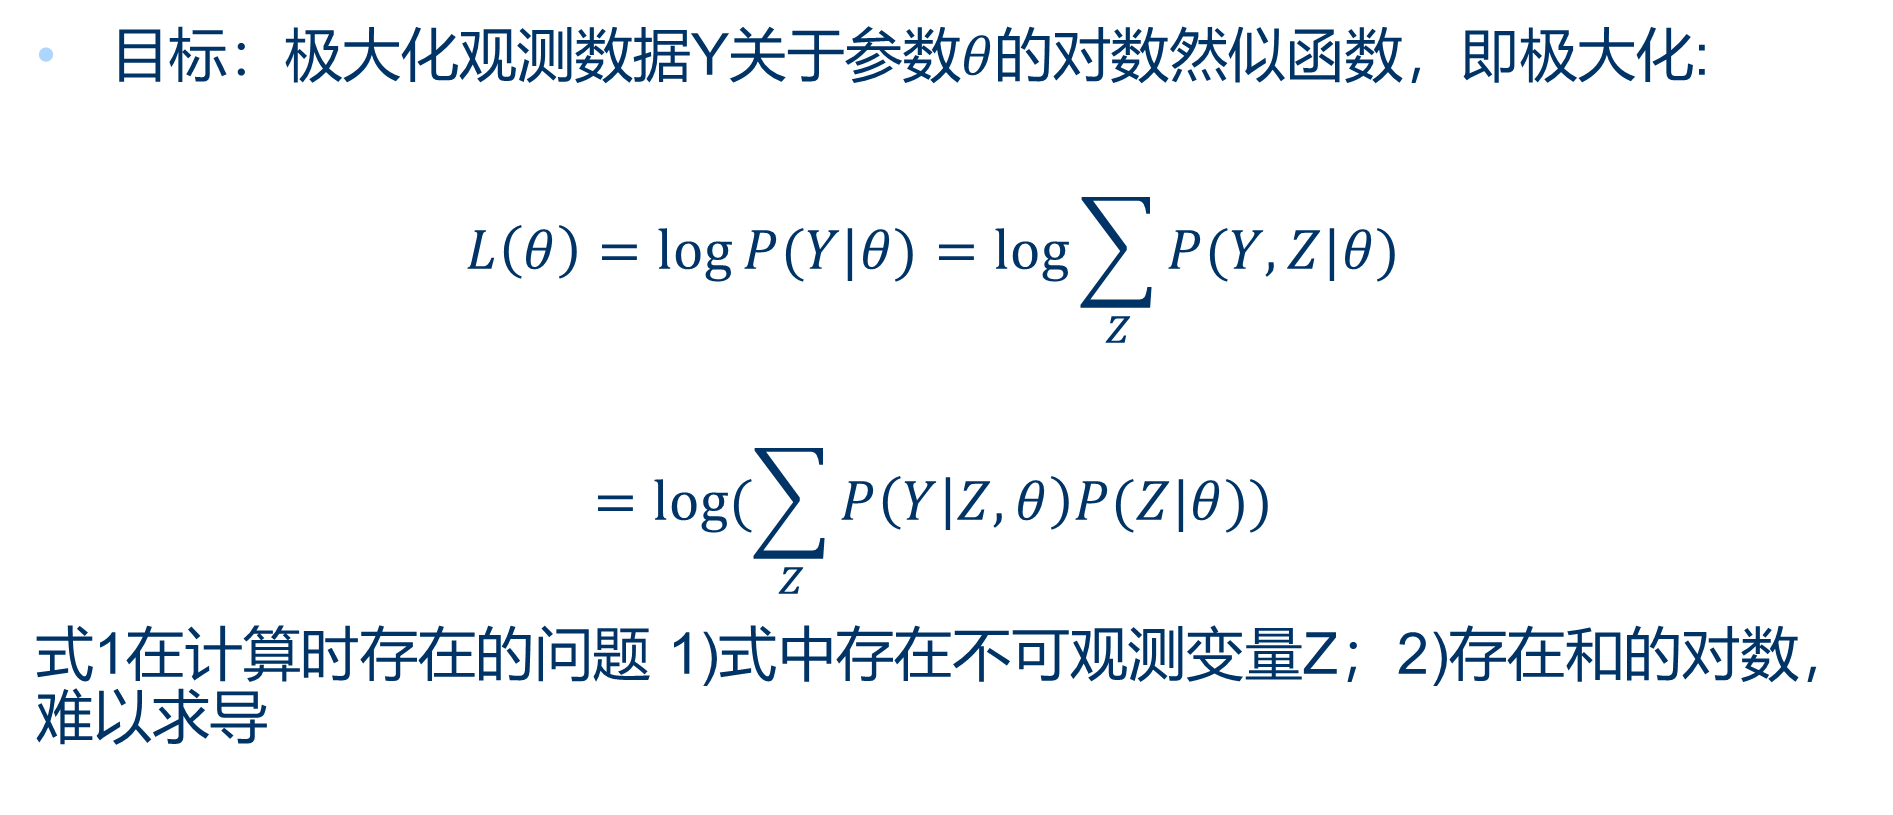 • 目标：极大化观测数据Y关于参数θ的对数然似函数，即极大化:
L(θ) = log P(Y|θ) = log ∑_Z P(Y, Z|θ)
= log(∑_Z P(Y|Z, θ)P(Z|θ))
式1在计算时存在的问题 1)式中存在不可观测变量Z；2)存在和的对数，
难以求导